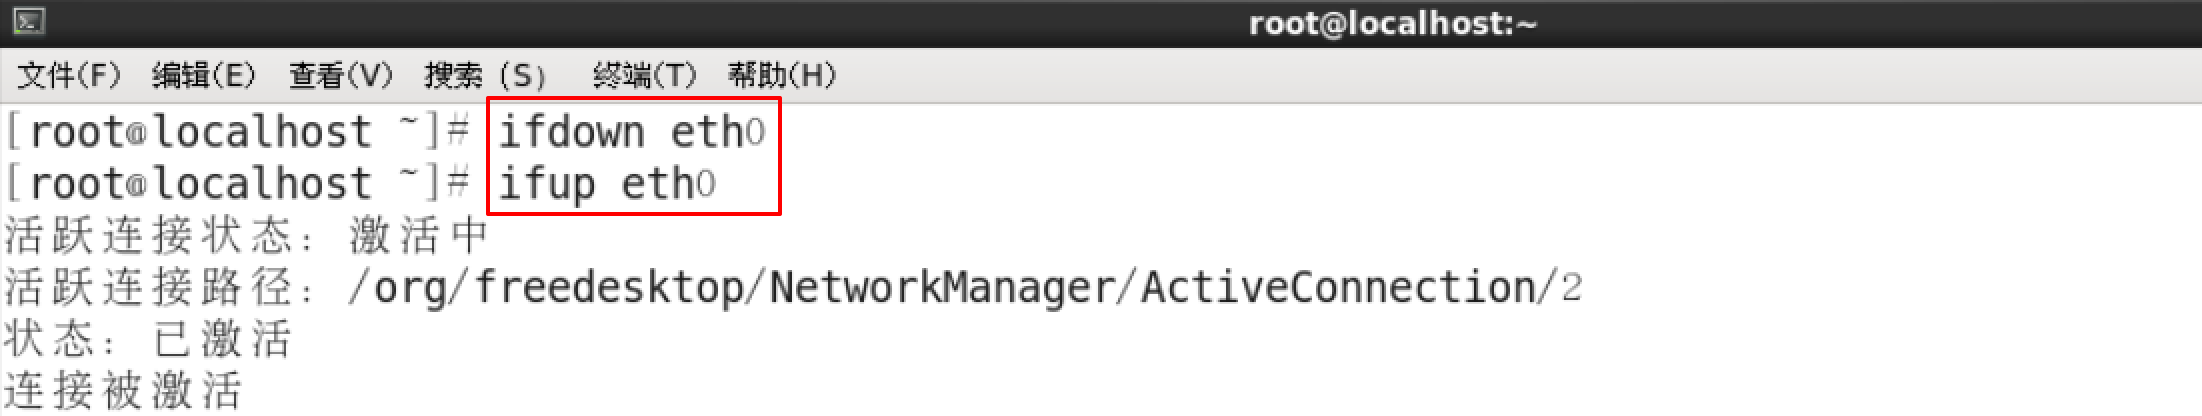 root@localhost:~
文件(F) 编辑(E) 查看(V) 搜索 (S) 终端(T) 帮助(H)
[root@localhost ~]# ifdown eth0
[root@localhost ~]# ifup eth0
活跃连接状态：激活中
活跃连接路径：/org/freedesktop/NetworkManager/ActiveConnection/2
状态：已激活
连接被激活